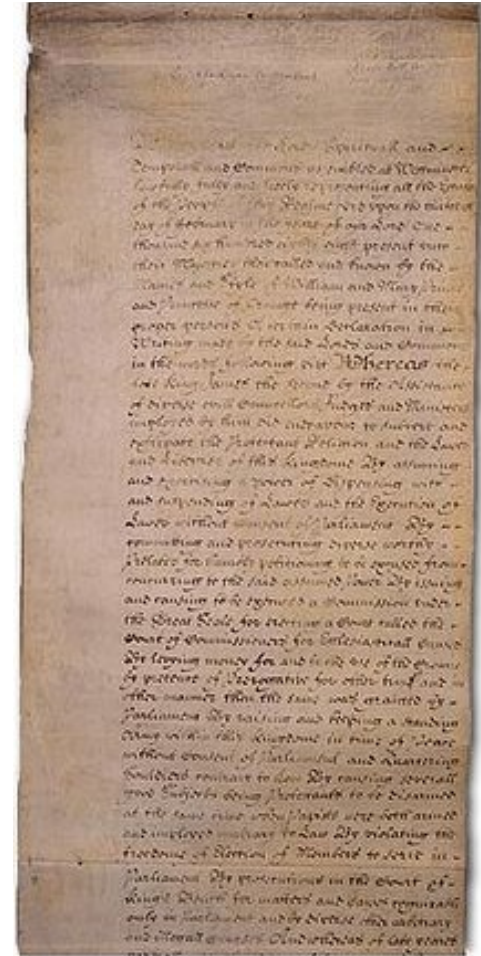 Lords Spirituall and
Temporall and Commons assembled at Westminster
lawfully fully and freely representing all the Estates
of the People of this Realme did upon the thirteenth
day of February in the yeare of our Lord One
thousand six hundred eighty eight present unto
their Majesties then called and known by the
Names and Stile of William and Mary Prince
and Princesse of Orange being present in their
proper persons a certain Declaration in
Writing made by the said Lords and Commons
in the words following viz Whereas the
late King James the second by the Assistance
of diverse evill Councellors Judges and Ministers
imployed by him did endeavour to subvert and
extirpate the Protestant Religion and the Lawes
and Liberties of this Kingdome By assuming
and exercising a power of Dispensing with
and suspending of Lawes and the Execution of
Lawes without consent of Parliament By
committing and prosecuting diverse worthy
Prelates for humbly petitioning to be excused from
concurring to the said assumed Power By issuing
and causing to be executed a Commission under
the Great Seale for erecting a Court called the
Court of Commissioners for Ecclesiasticall Causes
By levying money for and to the use of the Crowne
by pretence of Prerogative for other time and in
other manner than the same was granted by
Parliament By raising and keeping a standing
Army within this Kingdome in time of Peace
without Consent of Parliament and Quartering
Souldiers contrary to Law By causing severall
good Subjects being Protestants to be disarmed
at the same time when Papists were both armed
and imployed contrary to Law By violating the
freedome of Election of Members to serve in
Parliament By prosecutions in the Court of
Kings Bench for matters and causes cognizable
only in Parliament and by diverse other arbitrary
and illegall courses And whereas of late yeares